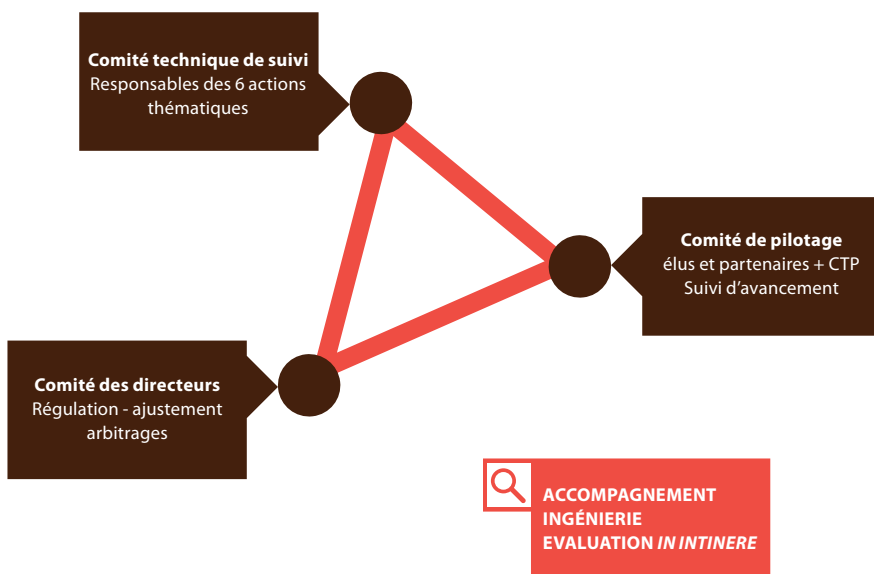 Comité technique de suivi
Responsables des 6 actions
thématiques
Comité de pilotage
élus et partenaires + CTP
Suivi d’avancement
Comité des directeurs
Régulation - ajustement
arbitrages
ACCOMPAGNEMENT
INGÉNIERIE
EVALUATION IN INTINERE